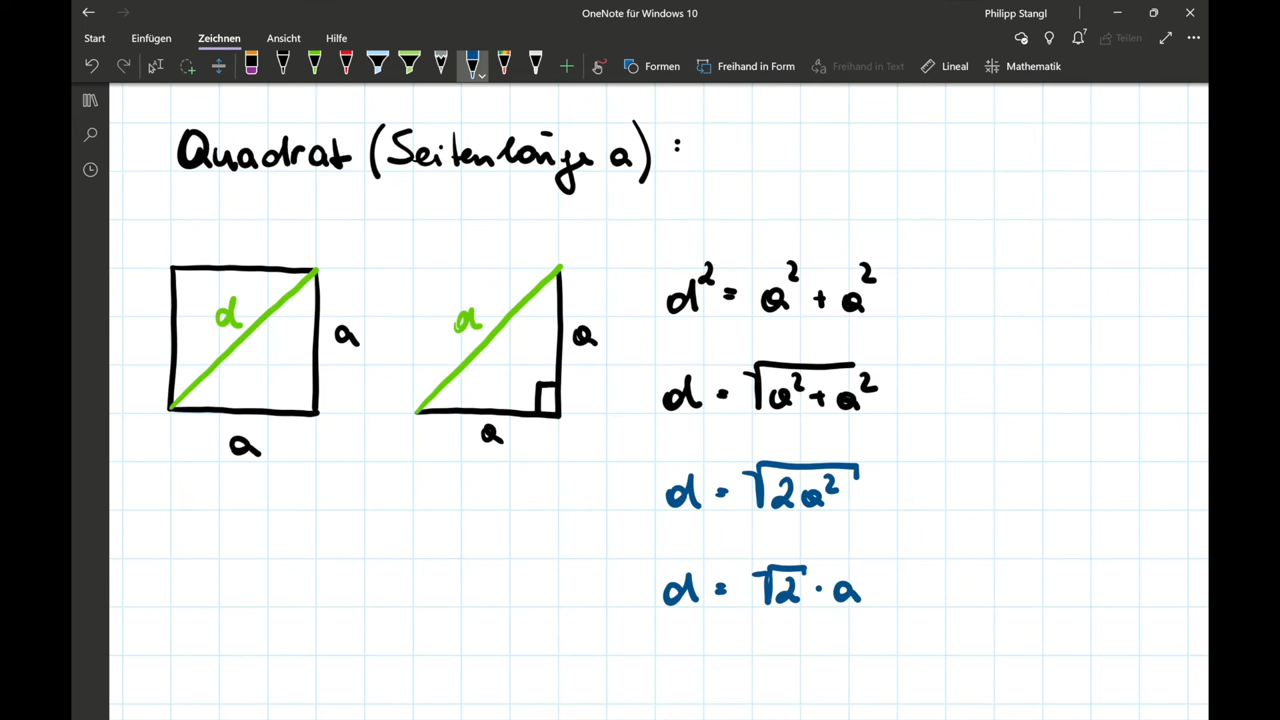 OneNote für Windows 10
Philipp Stangl
Start Einfügen Zeichnen Ansicht Hilfe
Teilen
Formen Freihand in Form Freihand in Text Lineal Mathematik
Quadrat (Seitenlänge a) :
d
a
a
d
a
a
d² = a² + a²
d = √a² + a²
d = √2a²
d = √2 · a